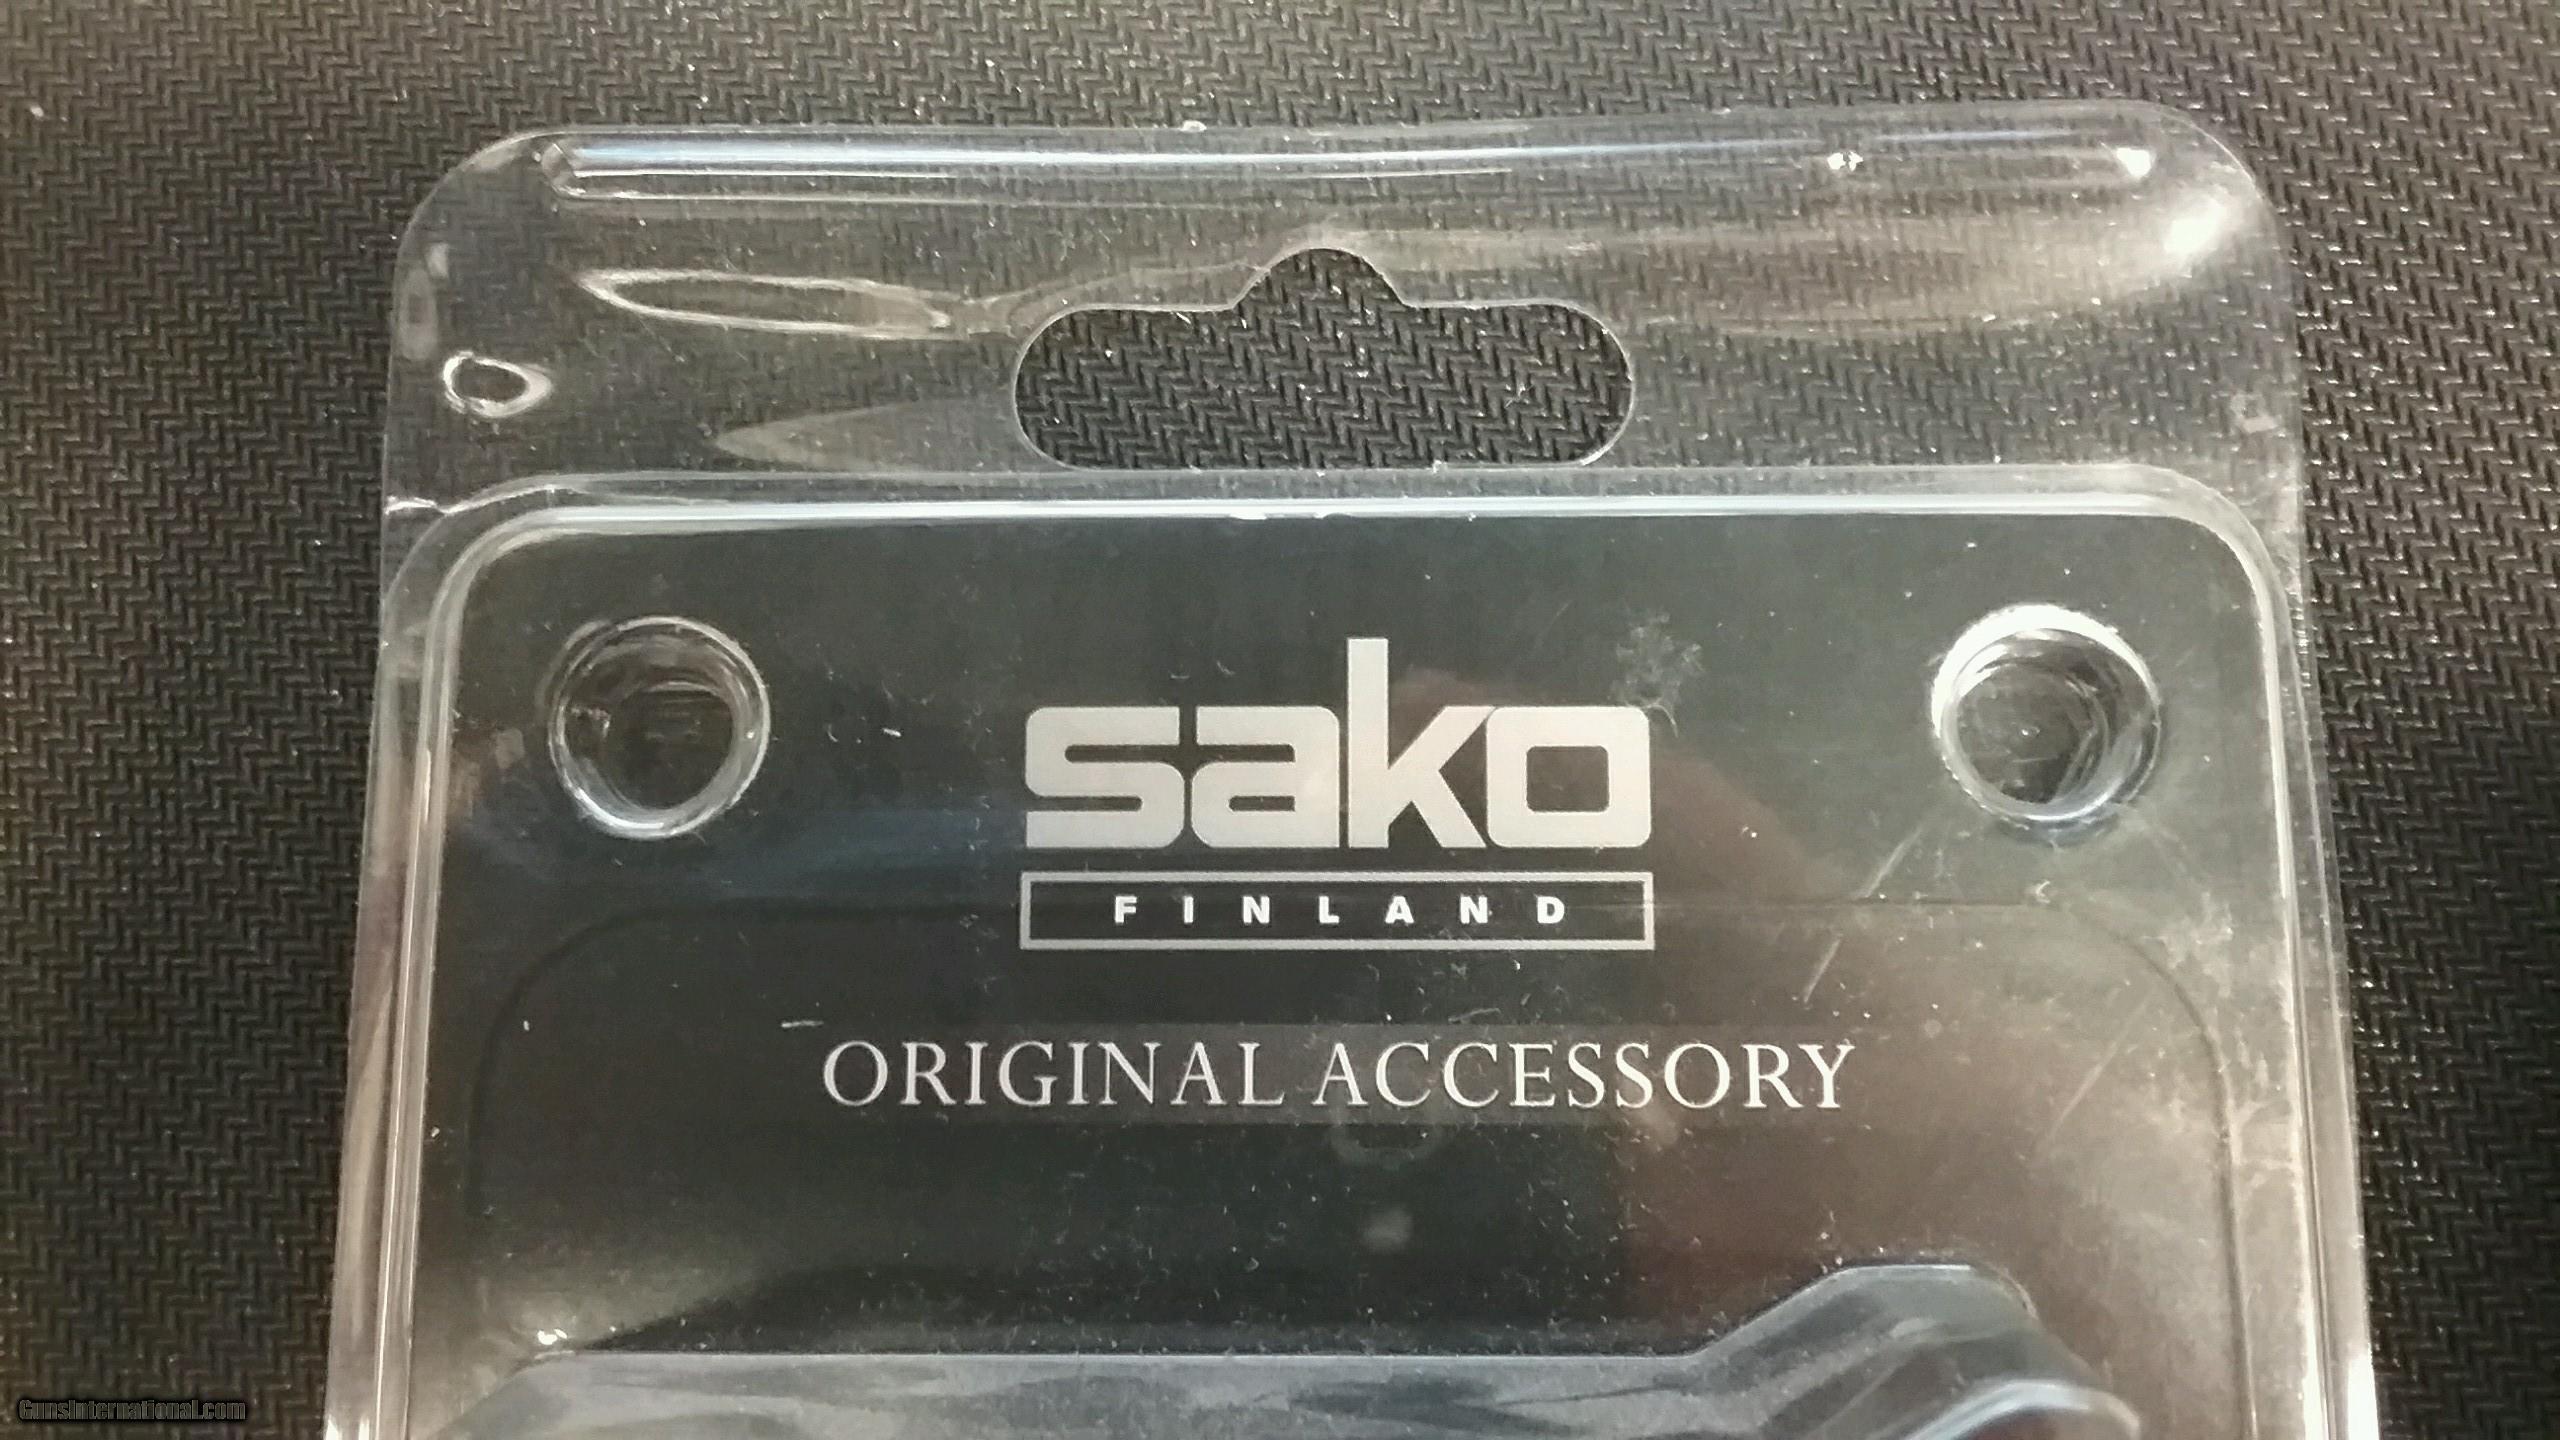 sako
FINLAND
ORIGINAL ACCESSORY
GunsInternational.com